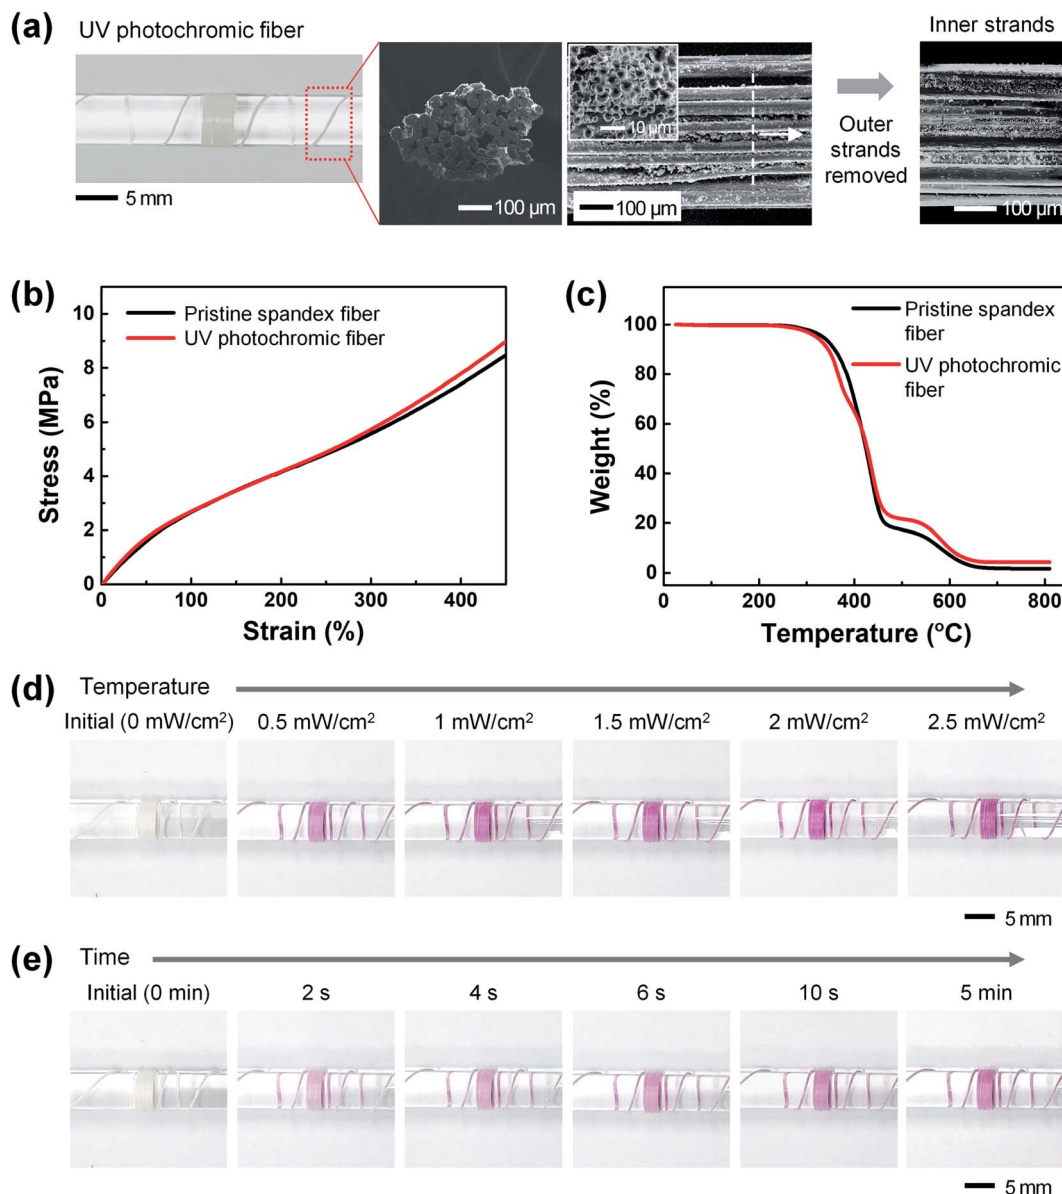 (a)
UV photochromic fiber
5 mm
100 µm
10 µm
100 µm
Outer
strands
removed
Inner strands
100 µm
(b)
Stress (MPa)
10
8
6
4
2
0
Pristine spandex fiber
UV photochromic fiber
0
100
200
300
400
Strain (%)
(c)
Weight (%)
100
80
60
40
20
0
Pristine spandex
fiber
UV photochromic
fiber
0
200
400
600
800
Temperature (°C)
(d)
Temperature
Initial (0 mW/cm²)
0.5 mW/cm²
1 mW/cm²
1.5 mW/cm²
2 mW/cm²
2.5 mW/cm²
5 mm
(e)
Time
Initial (0 min)
2 s
4 s
6 s
10 s
5 min
5 mm